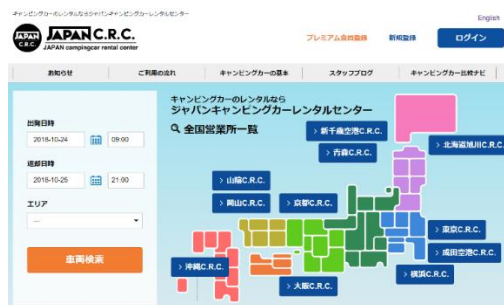 キャンピングカーのレンタルならジャパンキャンピングカーレンタルセンター
English
JAPAN C.R.C.
JAPAN campingcar rental center
JAPAN
C.R.C.
プレミアム会員登録
新規登録
ログイン
お知らせ
ご利用の流れ
キャンピングカーの基本
スタッフブログ
キャンピングカー比較ナビ
出発日時
2018-10-24
09:00
返却日時
2018-10-25
21:00
エリア
---
車両検索
キャンピングカーのレンタルなら
ジャパンキャンピングカーレンタルセンター
全国営業所一覧
> 新千歳空港C.R.C.
> 北海道旭川C.R.C.
> 青森C.R.C.
> 山陰C.R.C.
> 岡山C.R.C.
> 京都C.R.C.
> 東京C.R.C.
> 成田空港C.R.C.
> 横浜C.R.C.
> 沖縄C.R.C.
> 大阪C.R.C.